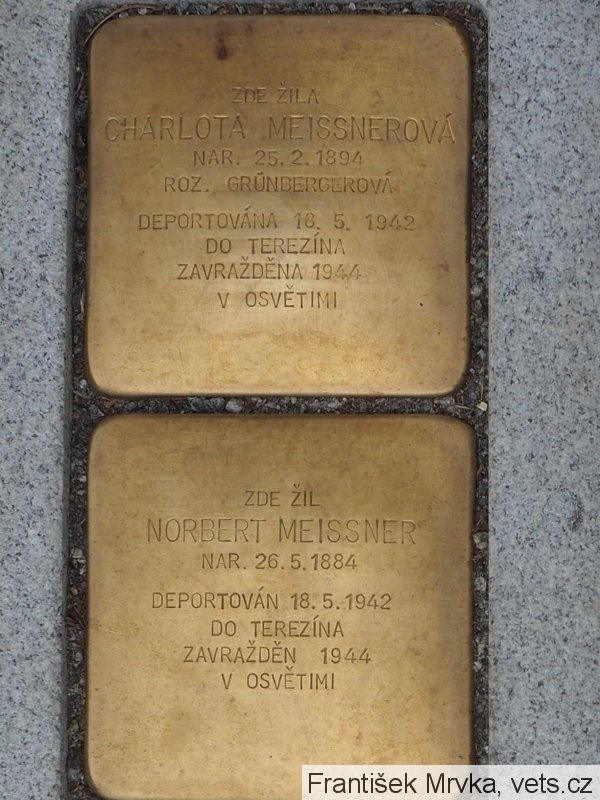 ZDE ŽILA
CHARLOTA MEISSNEROVÁ
NAR. 25. 2. 1894
ROZ. GRÜNBERGEROVÁ
DEPORTOVÁNA 18. 5. 1942
DO TEREZÍNA
ZAVRAŽDĚNA 1944
V OSVĚTIMI
ZDE ŽIL
NORBERT MEISSNER
NAR. 26. 5. 1884
DEPORTOVÁN 18. 5. 1942
DO TEREZÍNA
ZAVRAŽDĚN 1944
V OSVĚTIMI
František Mrvka, vets.cz